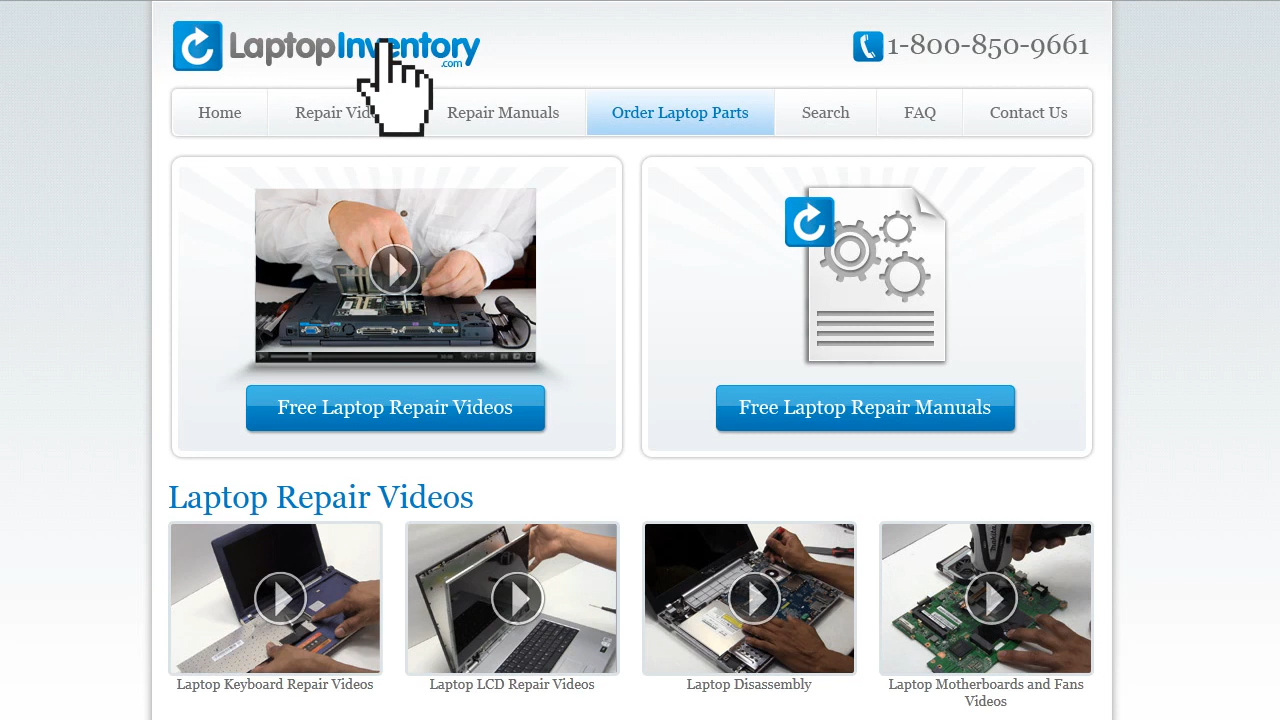 LaptopInventory
.com
1-800-850-9661
Home
Repair Vid
Repair Manuals
Order Laptop Parts
Search
FAQ
Contact Us
Free Laptop Repair Videos
Free Laptop Repair Manuals
Laptop Repair Videos
Laptop Keyboard Repair Videos
Laptop LCD Repair Videos
Laptop Disassembly
Laptop Motherboards and Fans
Videos